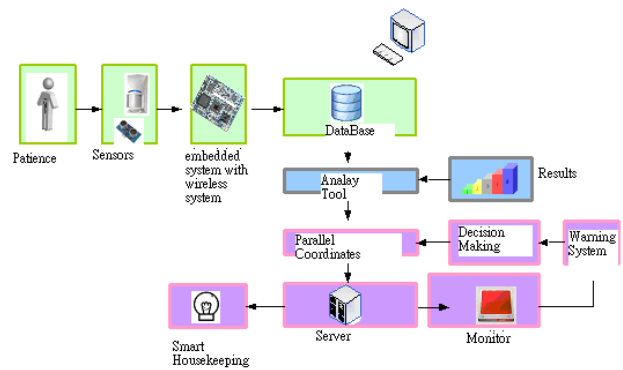 DataBase
Patience
Sensors
embedded
system with
wireless
system
Analay
Tool
Results
Parallel
Coordinates
Decision
Making
Warning
System
Smart
Housekeeping
Server
Monitor